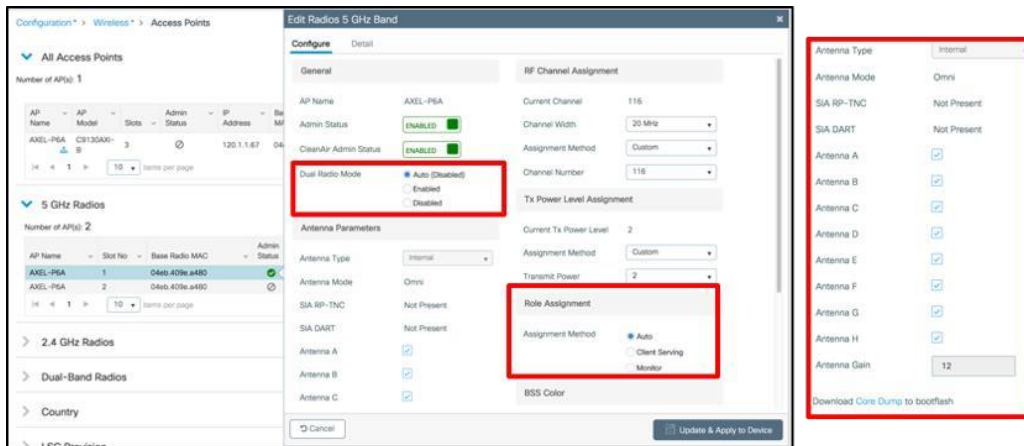 Configuration > Wireless > Access Points
All Access Points
Number of AP(s): 1
AP Name
AP Model
Slots
Admin Status
IP Address
AXEL-P6A
C9130AXI-B
3
120.1.1.67
1
10
items per page
5 GHz Radios
Number of AP(s): 2
AP Name
Slot No
Base Radio MAC
Admin Status
AXEL-P6A 1 04eb.409e.a480
AXEL-P6A 2 04eb.409e.a480
1
10
items per page
2.4 GHz Radios
Dual-Band Radios
Country
LSC Provision
Edit Radios 5 GHz Band
Configure Detail
General
AP Name AXEL-P6A
Admin Status ENABLED
CleanAir Admin Status ENABLED
Dual Radio Mode Auto (Disabled)
Enabled
Disabled
Antenna Parameters
Antenna Type Internal
Antenna Mode Omni
SIA RP-TNC Not Present
SIA DART Not Present
Antenna A
Antenna B
Antenna C
Cancel
RF Channel Assignment
Current Channel 116
Channel Width 20 MHz
Assignment Method Custom
Channel Number 116
Tx Power Level Assignment
Current Tx Power Level 2
Assignment Method Custom
Transmit Power 2
Role Assignment
Assignment Method Auto
Client Serving
Monitor
BSS Color
Update & Apply to Device
Antenna Type Internal
Antenna Mode Omni
SIA RP-TNC Not Present
SIA DART Not Present
Antenna A
Antenna B
Antenna C
Antenna D
Antenna E
Antenna F
Antenna G
Antenna H
Antenna Gain 12
Download Core Dump to bootflash